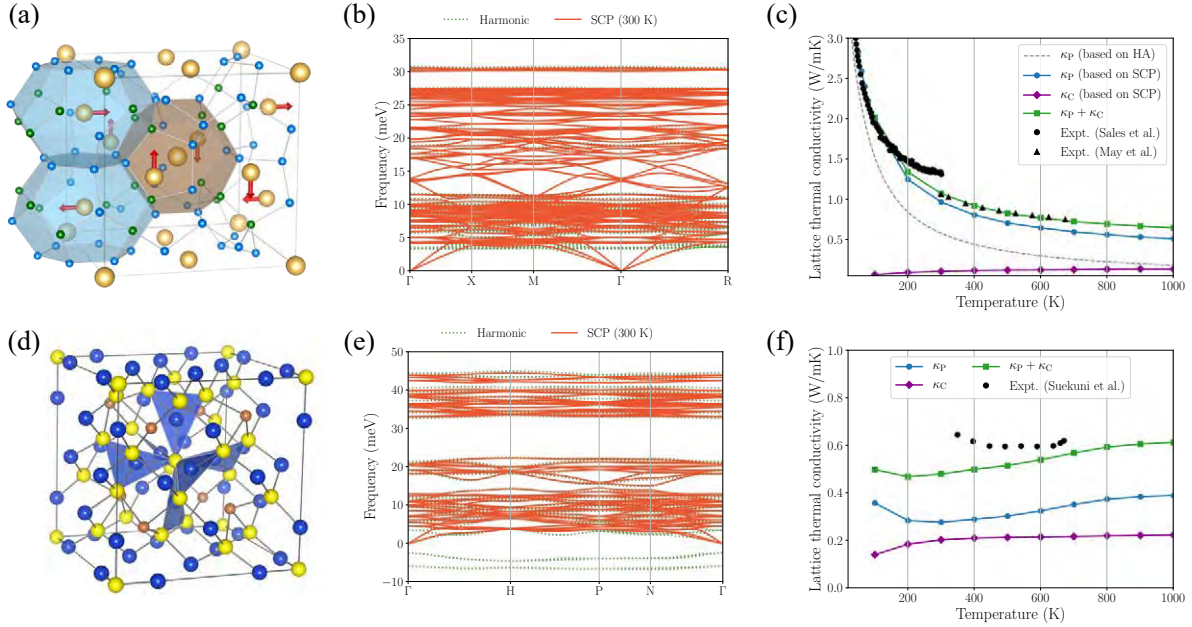 (a)
(b)
Harmonic
SCP (300 K)
Frequency (meV)
35
30
25
20
15
10
5
0
Γ
X
M
Γ
R
(c)
Lattice thermal conductivity (W/mK)
3.0
2.5
2.0
1.5
1.0
0.5
κP (based on HA)
κP (based on SCP)
κC (based on SCP)
κP + κC
Expt. (Sales et al.)
Expt. (May et al.)
200
400
600
800
1000
Temperature (K)
(d)
(e)
Harmonic
SCP (300 K)
Frequency (meV)
50
40
30
20
10
0
−10
Γ
H
P
N
Γ
(f)
Lattice thermal conductivity (W/mK)
1.0
0.8
0.6
0.4
0.2
0.0
κP
κC
κP + κC
Expt. (Suekuni et al.)
200
400
600
800
1000
Temperature (K)